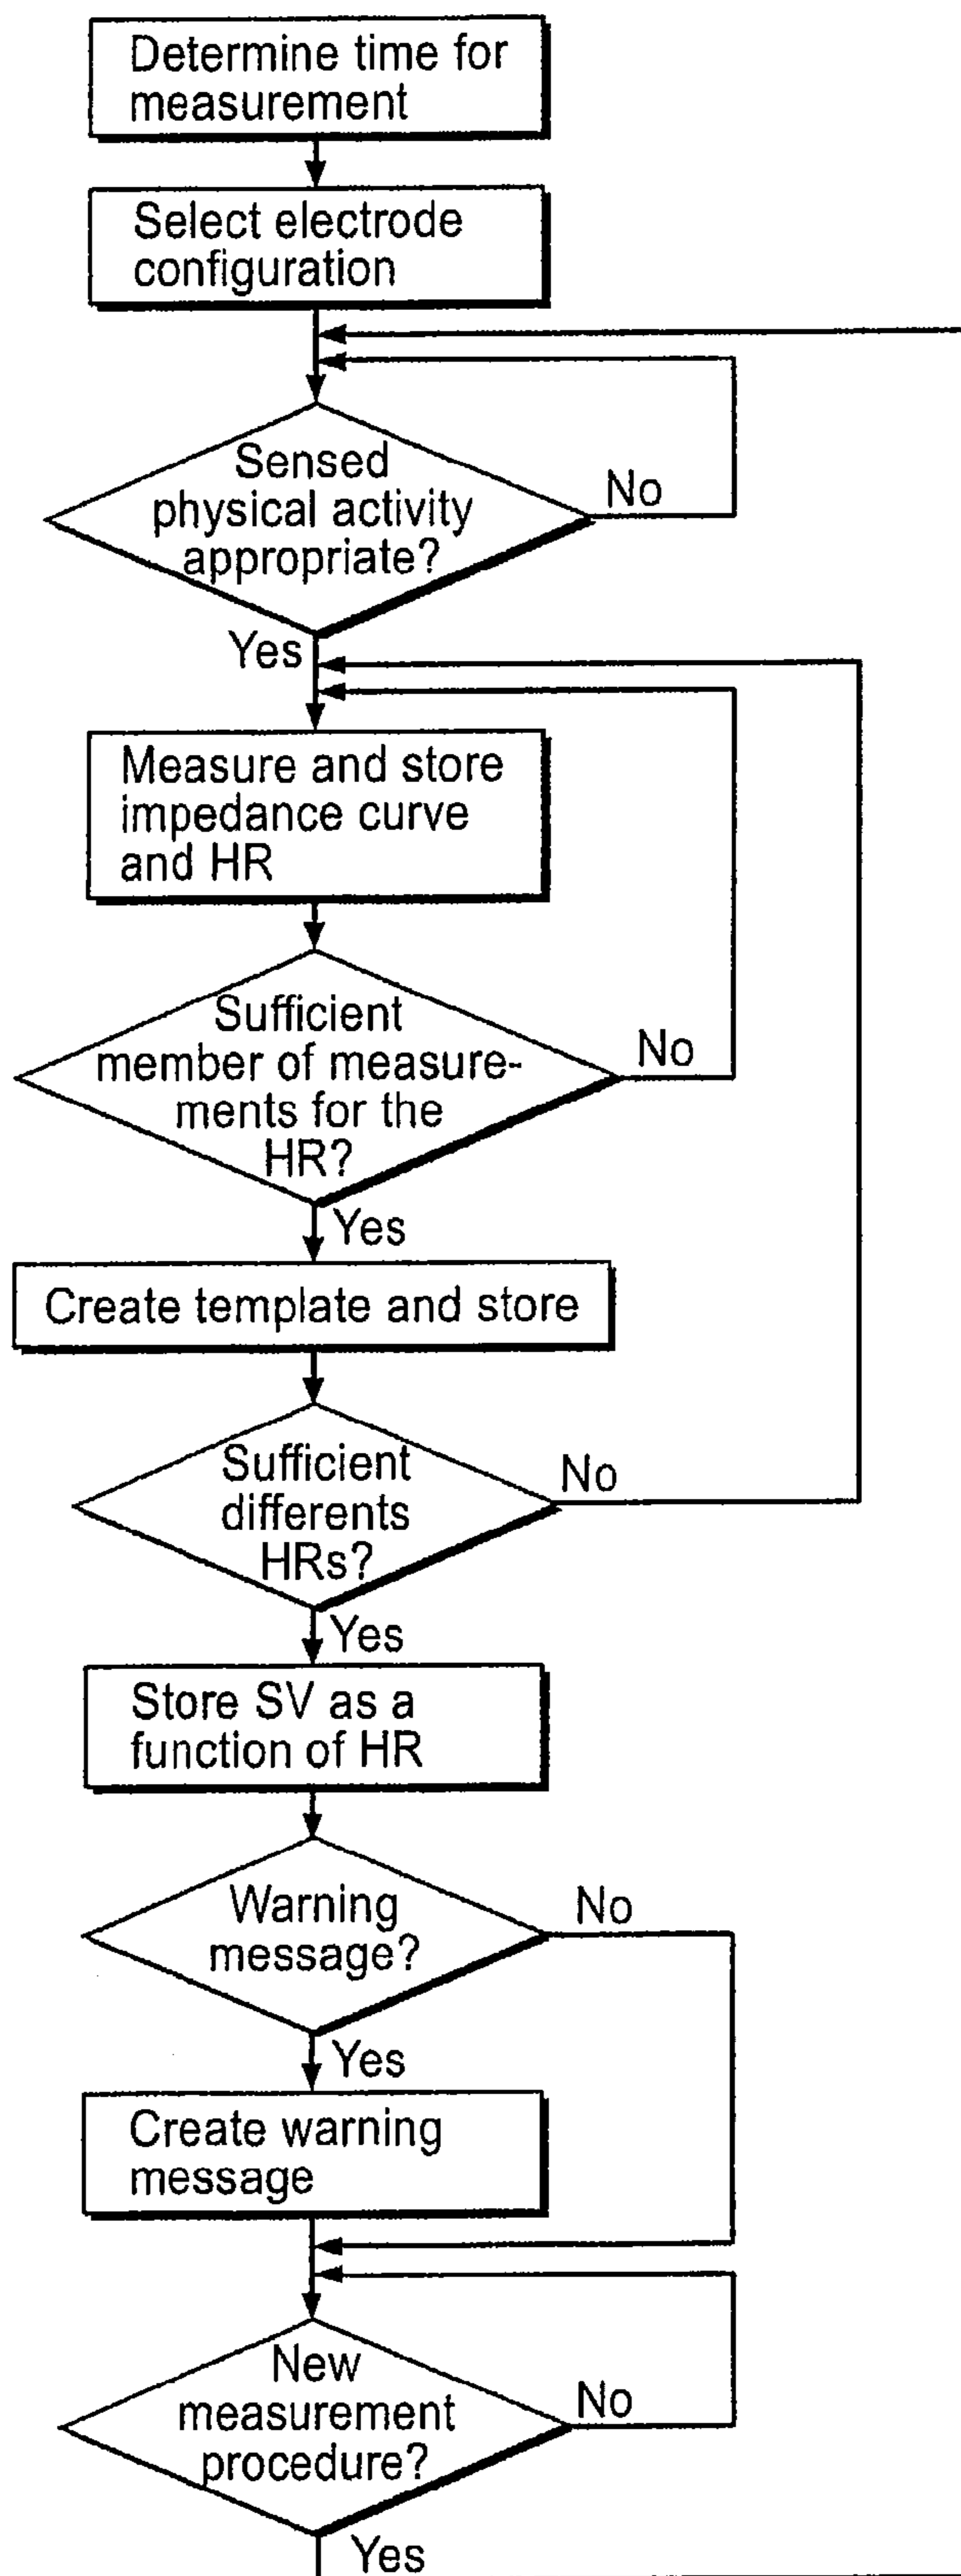 Determine time for
measurement
Select electrode
configuration
Sensed
physical activity
appropriate?
No
Yes
Measure and store
impedance curve
and HR
Sufficient
member of measure-
ments for the
HR?
No
Yes
Create template and store
Sufficient
differents
HRs?
No
Yes
Store SV as a
function of HR
Warning
message?
No
Yes
Create warning
message
New
measurement
procedure?
No
Yes